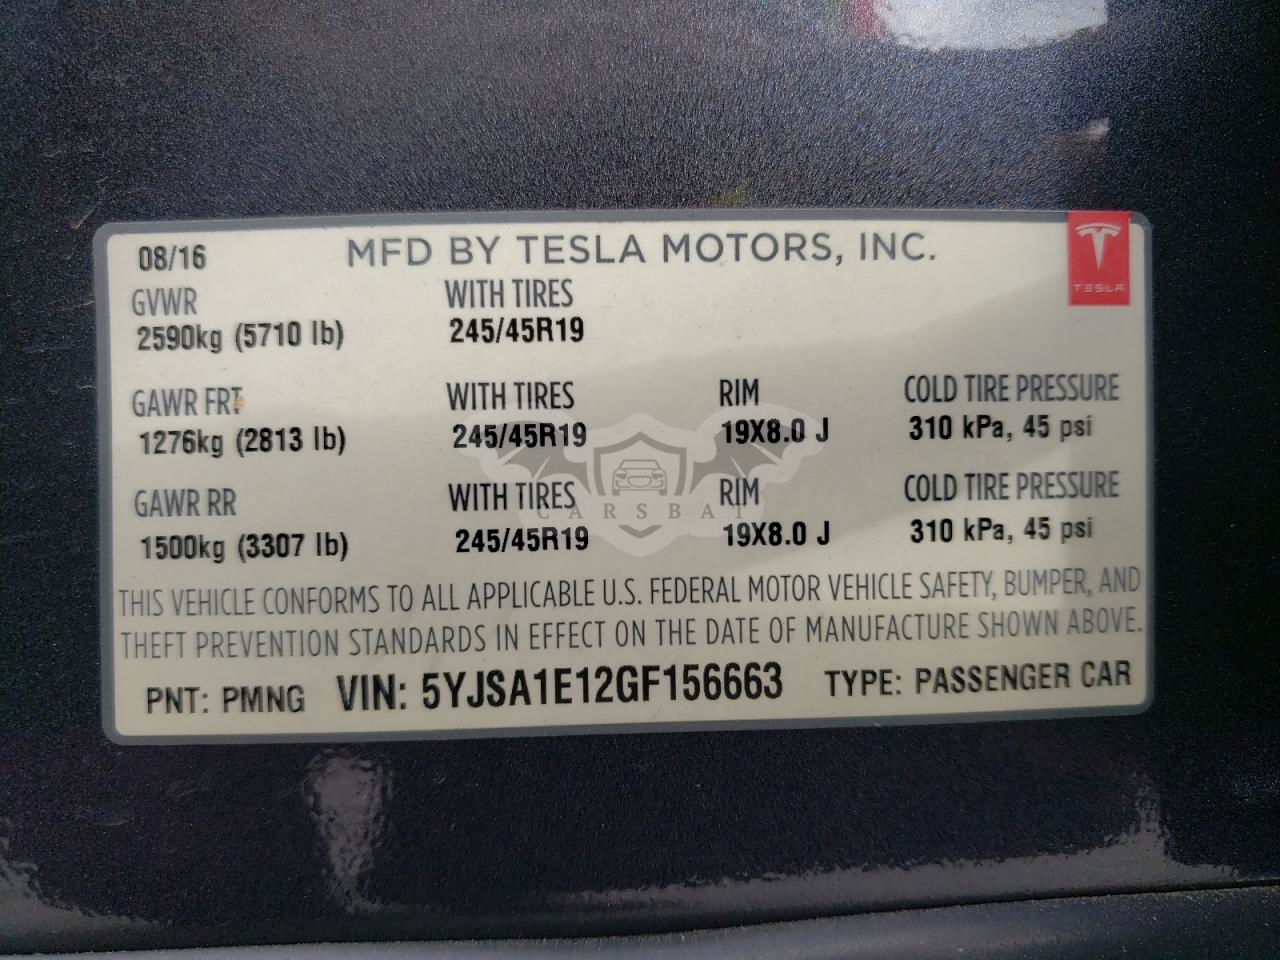 08/16 MFD BY TESLA MOTORS, INC.
TESLA
GVWR WITH TIRES
2590kg (5710 lb) 245/45R19
GAWR FRT WITH TIRES RIM COLD TIRE PRESSURE
1276kg (2813 lb) 245/45R19 19X8.0 J 310 kPa, 45 psi
GAWR RR WITH TIRES RIM COLD TIRE PRESSURE
CARSBAT
1500kg (3307 lb) 245/45R19 19X8.0 J 310 kPa, 45 psi
THIS VEHICLE CONFORMS TO ALL APPLICABLE U.S. FEDERAL MOTOR VEHICLE SAFETY, BUMPER, AND
THEFT PREVENTION STANDARDS IN EFFECT ON THE DATE OF MANUFACTURE SHOWN ABOVE.
PNT: PMNG VIN: 5YJSA1E12GF156663 TYPE: PASSENGER CAR